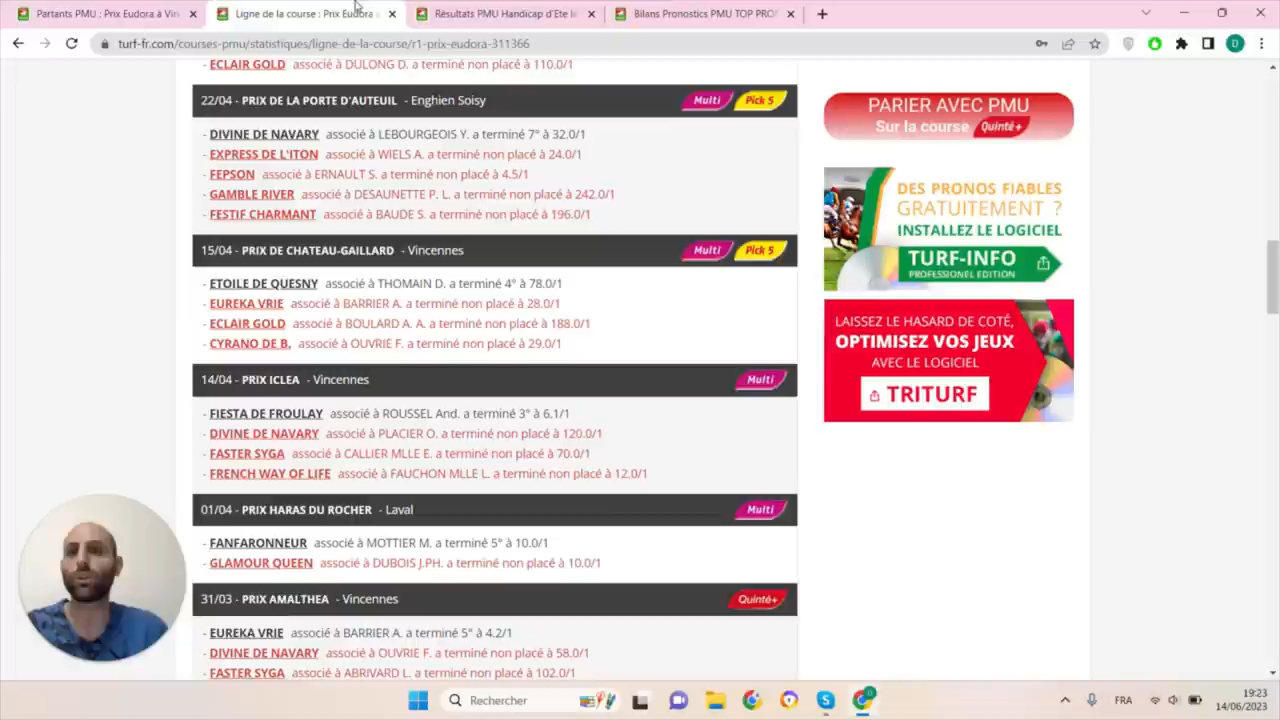 Partants PMU : Prix Eudora à Vin
Ligne de la course : Prix Eudora
Résultats PMU Handicap d'Ete
Bilans Pronostics PMU TOP PRO
turf-fr.com/courses-pmu/statistiques/ligne-de-la-course/r1-prix-eudora-311366
D
- ECLAIR GOLD associé à DULONG D. a terminé non placé à 110.0/1
22/04 - PRIX DE LA PORTE D'AUTEUIL - Enghien Soisy Multi Pick 5
- DIVINE DE NAVARY associé à LEBOURGEOIS Y. a terminé 7° à 32.0/1
- EXPRESS DE L'ITON associé à WIELS A. a terminé non placé à 24.0/1
- FEPSON associé à ERNAULT S. a terminé non placé à 4.5/1
- GAMBLE RIVER associé à DESAUNETTE P. L. a terminé non placé à 242.0/1
- FESTIF CHARMANT associé à BAUDE S. a terminé non placé à 196.0/1
15/04 - PRIX DE CHATEAU-GAILLARD - Vincennes Multi Pick 5
- ETOILE DE QUESNY associé à THOMAIN D. a terminé 4° à 78.0/1
- EUREKA VRIE associé à BARRIER A. a terminé non placé à 28.0/1
- ECLAIR GOLD associé à BOULARD A. A. a terminé non placé à 188.0/1
- CYRANO DE B, associé à OUVRIE F. a terminé non placé à 29.0/1
14/04 - PRIX ICLEA - Vincennes Multi
- FIESTA DE FROULAY associé à ROUSSEL And. a terminé 3° à 6.1/1
- DIVINE DE NAVARY associé à PLACIER O. a terminé non placé à 120.0/1
- FASTER SYGA associé à CALLIER MLLE E. a terminé non placé à 70.0/1
- FRENCH WAY OF LIFE associé à FAUCHON MLLE L. a terminé non placé à 12.0/1
01/04 - PRIX HARAS DU ROCHER - Laval Multi
- FANFARONNEUR associé à MOTTIER M. a terminé 5° à 10.0/1
- GLAMOUR QUEEN associé à DUBOIS J.PH. a terminé non placé à 10.0/1
31/03 - PRIX AMALTHEA - Vincennes Quinté+
- EUREKA VRIE associé à BARRIER A. a terminé 5° à 4.2/1
- DIVINE DE NAVARY associé à OUVRIE F. a terminé non placé à 58.0/1
- FASTER SYGA associé à ABRIVARD L. a terminé non placé à 102.0/1
PARIER AVEC PMU
Sur la course Quinté+
DES PRONOS FIABLES
GRATUITEMENT ?
INSTALLEZ LE LOGICIEL
TURF-INFO
PROFESSIONEL EDITION
LAISSEZ LE HASARD DE COTÉ,
OPTIMISEZ VOS JEUX
AVEC LE LOGICIEL
TRITURF
Rechercher
FRA
19:23
14/06/2023